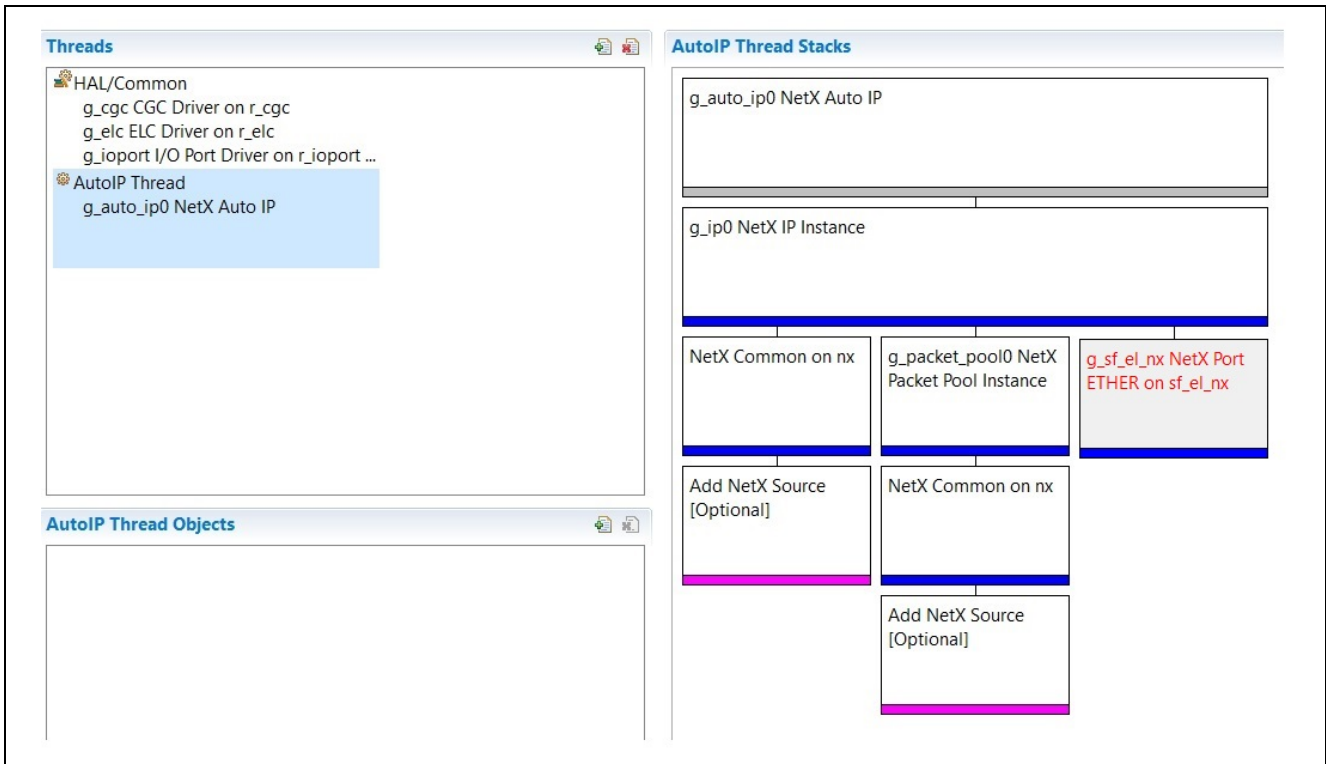 Threads
HAL/Common
g_cgc CGC Driver on r_cgc
g_elc ELC Driver on r_elc
g_ioport I/O Port Driver on r_ioport ...
AutoIP Thread
g_auto_ip0 NetX Auto IP
AutoIP Thread Objects
AutoIP Thread Stacks
g_auto_ip0 NetX Auto IP
g_ip0 NetX IP Instance
NetX Common on nx
g_packet_pool0 NetX
Packet Pool Instance
g_sf_el_nx NetX Port
ETHER on sf_el_nx
Add NetX Source
[Optional]
NetX Common on nx
Add NetX Source
[Optional]